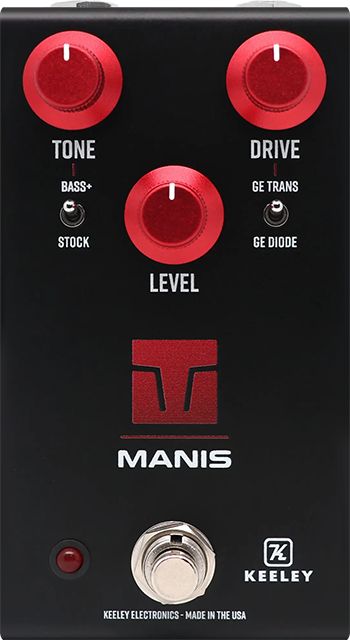 TONE
DRIVE
BASS+
GE TRANS
STOCK
GE DIODE
LEVEL
MANIS
KEELEY
KEELEY ELECTRONICS - MADE IN THE USA